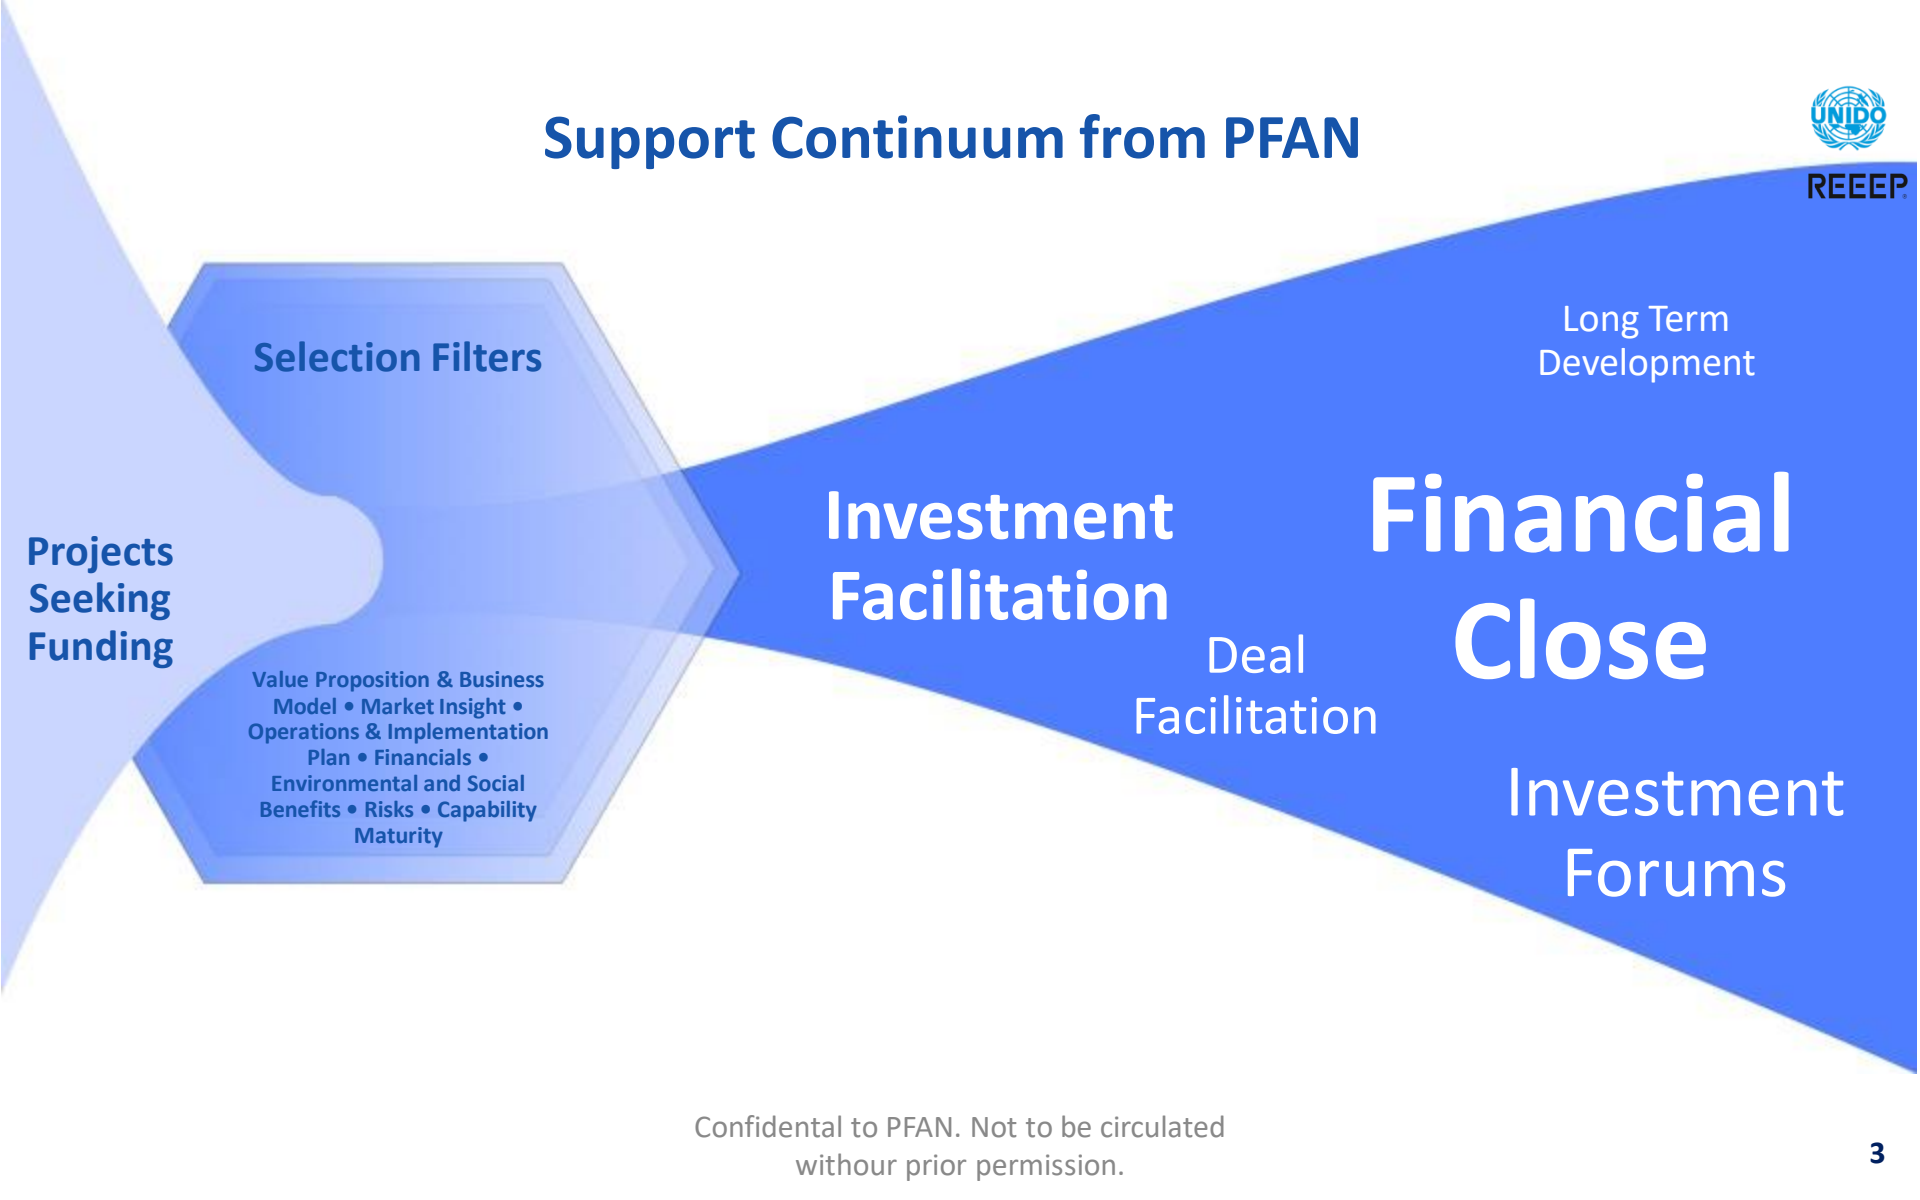 Support Continuum from PFAN
UNIDO
REEEP
Selection Filters
Projects
Seeking
Funding
Value Proposition & Business
Model • Market Insight •
Operations & Implementation
Plan • Financials •
Environmental and Social
Benefits • Risks • Capability
Maturity
Investment
Facilitation
Deal
Facilitation
Long Term
Development
Financial
Close
Investment
Forums
Confidental to PFAN. Not to be circulated
withour prior permission.
3